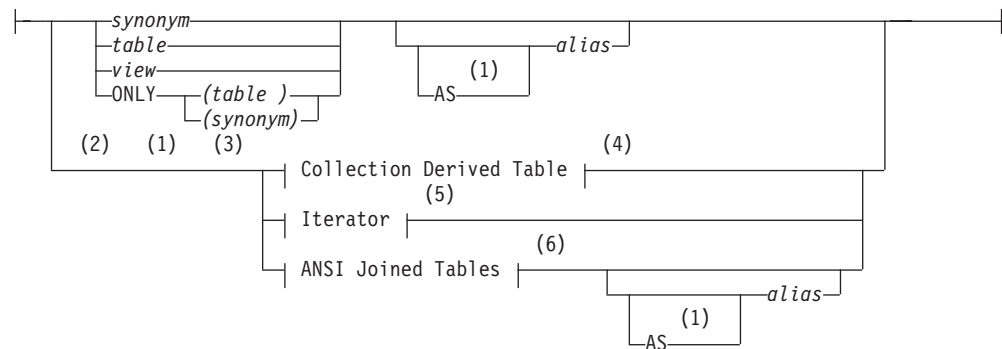 synonym
table alias
view (1)
ONLY (table ) AS
(synonym)
(2) (1) (3) (4)
Collection Derived Table
(5)
Iterator
(6)
ANSI Joined Tables
alias
(1)
AS